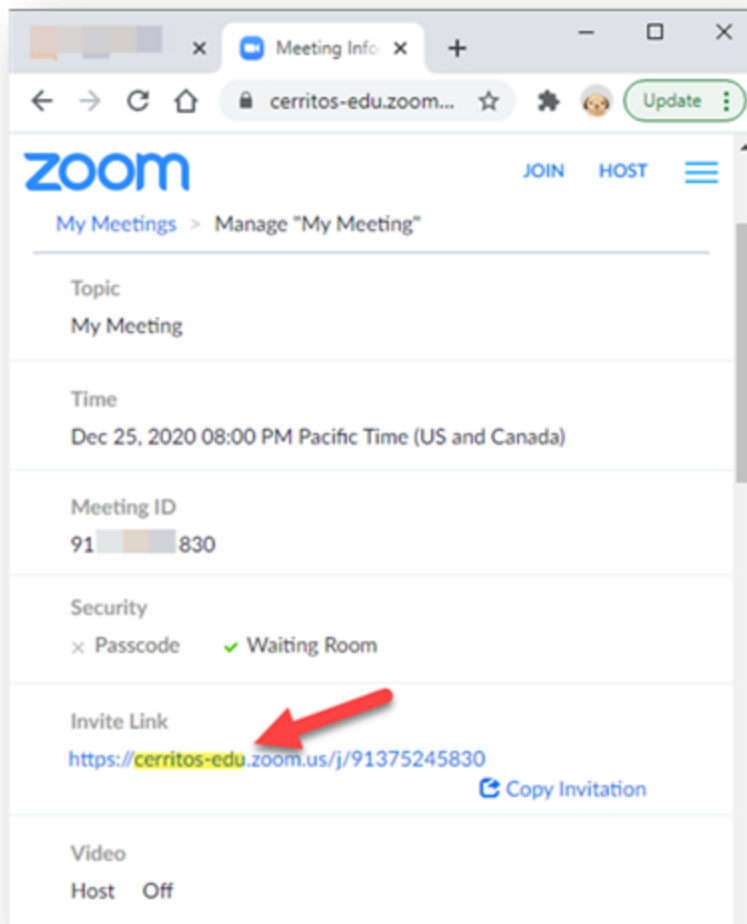 Meeting Info
cerritos-edu.zoom...
Update
zoom
JOIN HOST
My Meetings > Manage "My Meeting"
Topic
My Meeting
Time
Dec 25, 2020 08:00 PM Pacific Time (US and Canada)
Meeting ID
91 830
Security
× Passcode ✓ Waiting Room
Invite Link
https://cerritos-edu.zoom.us/j/91375245830
Copy Invitation
Video
Host Off